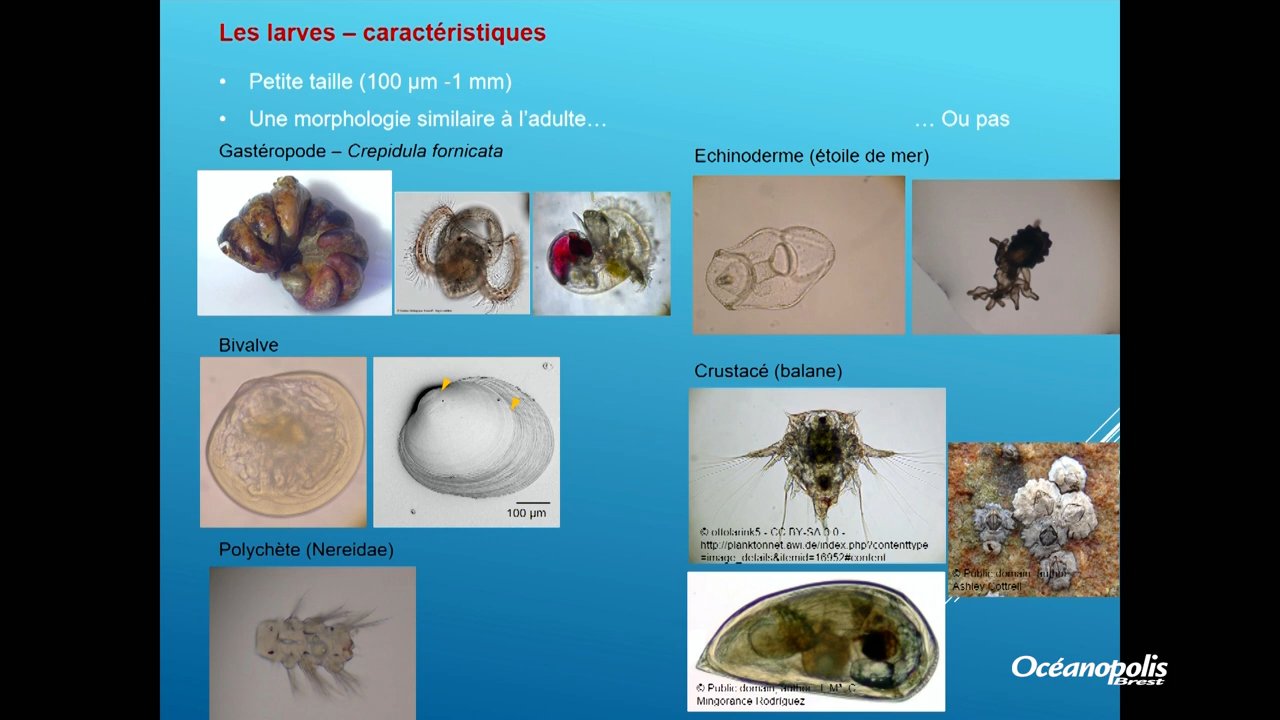 Les larves – caractéristiques
• Petite taille (100 µm -1 mm)
• Une morphologie similaire à l'adulte…
… Ou pas
Gastéropode – Crepidula fornicata
Bivalve
100 µm
Polychète (Nereidae)
Echinoderme (étoile de mer)
Crustacé (balane)
© ottolarink5 - CC BY-SA 3.0 -
http://planktonnet.awi.de/index.php?contenttype
=image_details&itemid=16952#content
© Public domain, author
Ashley Cottrell
© Public domain, author
Mingorance Rodríguez
Océanopolis
Brest